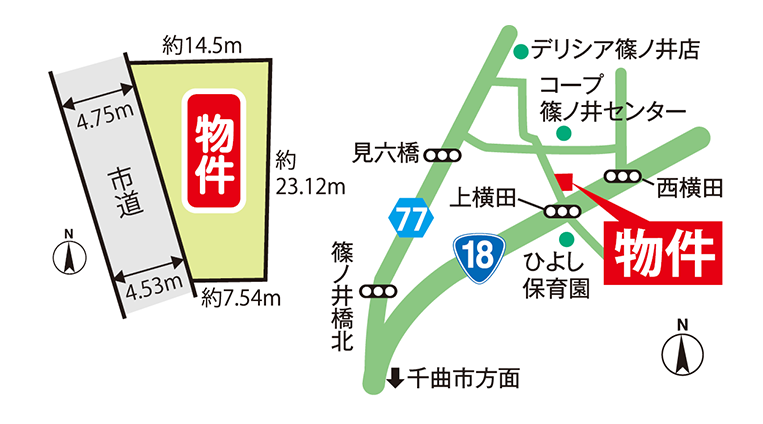 約14.5m
4.75m
物件
約
23.12m
市道
N
4.53m
約7.54m
デリシア篠ノ井店
コープ
篠ノ井センター
見六橋
西横田
上横田
77
物件
18
ひよし
保育園
篠ノ井橋北
N
千曲市方面